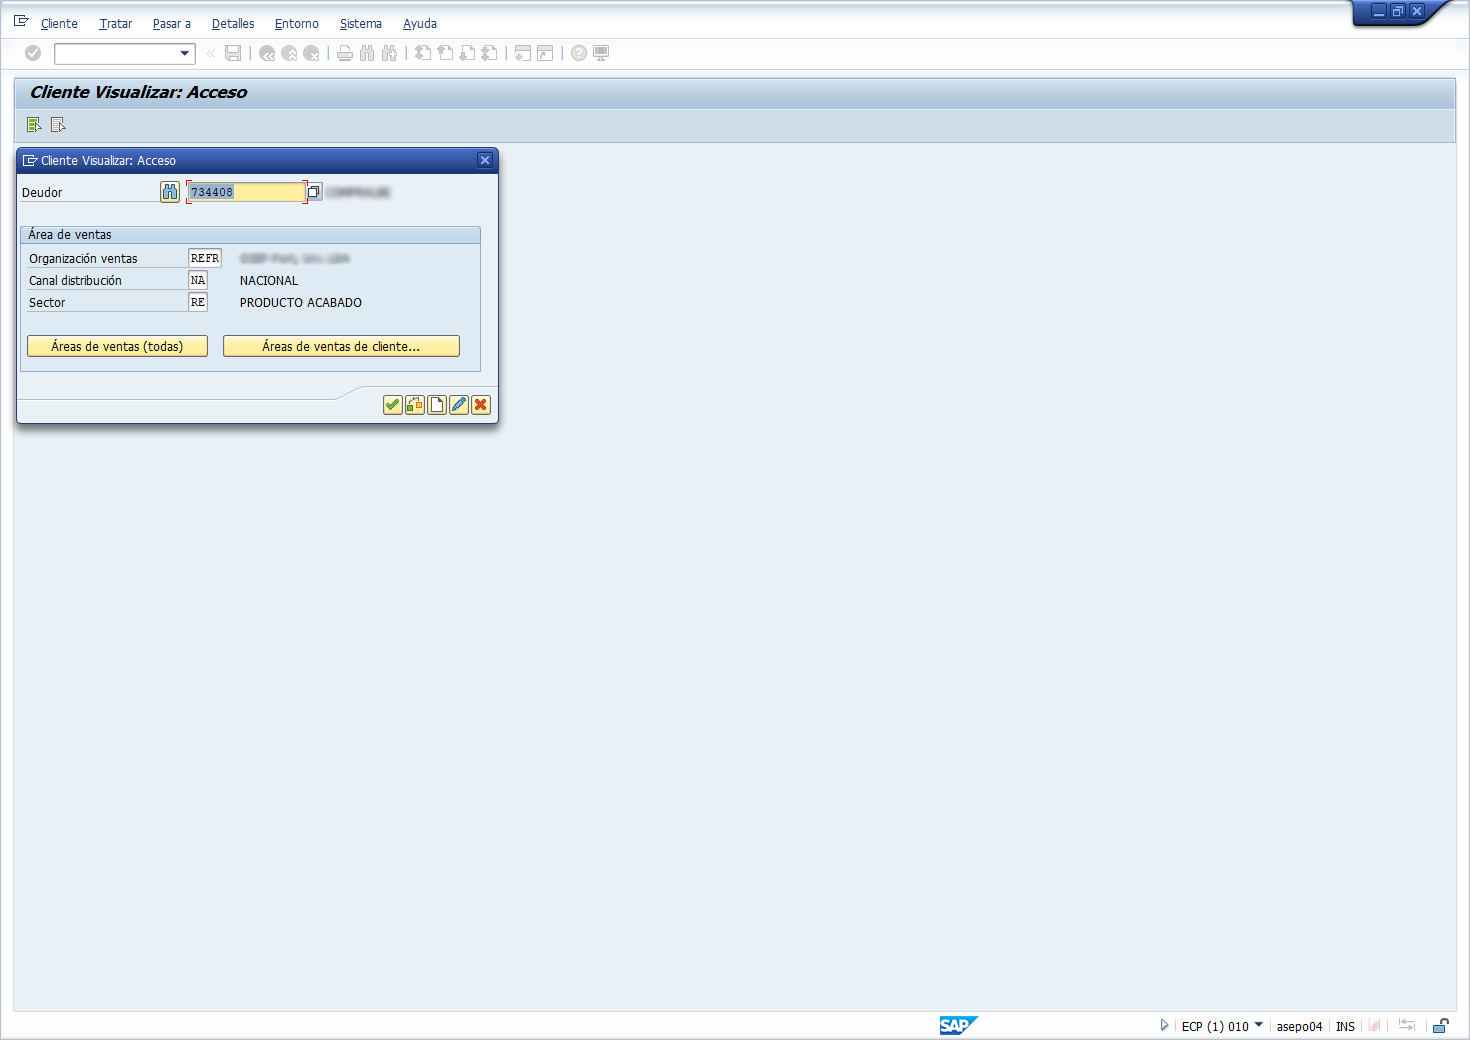 Cliente Tratar Pasar a Detalles Entorno Sistema Ayuda
Cliente Visualizar: Acceso
Cliente Visualizar: Acceso
Deudor 734408
Área de ventas
Organización ventas REFR
Canal distribución NA NACIONAL
Sector RE PRODUCTO ACABADO
Áreas de ventas (todas) Áreas de ventas de cliente...
SAP ECP (1) 010 asepo04 INS